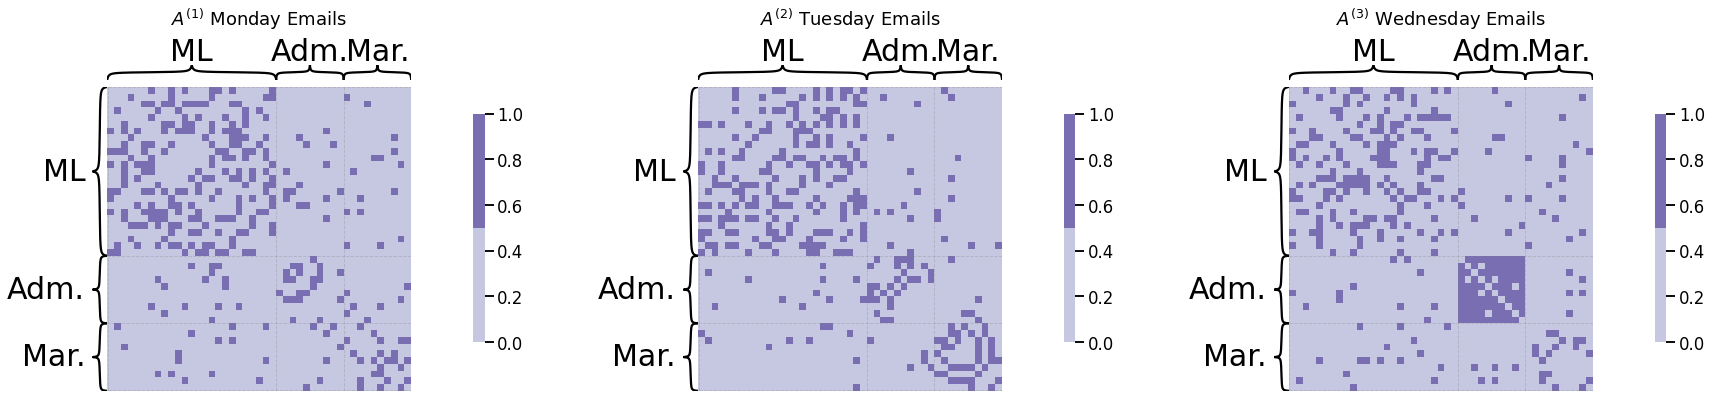 A⁽¹⁾ Monday Emails
ML Adm. Mar.
ML
Adm.
Mar.
1.0
0.8
0.6
0.4
0.2
0.0
A⁽²⁾ Tuesday Emails
ML Adm. Mar.
ML
Adm.
Mar.
1.0
0.8
0.6
0.4
0.2
0.0
A⁽³⁾ Wednesday Emails
ML Adm. Mar.
ML
Adm.
Mar.
1.0
0.8
0.6
0.4
0.2
0.0